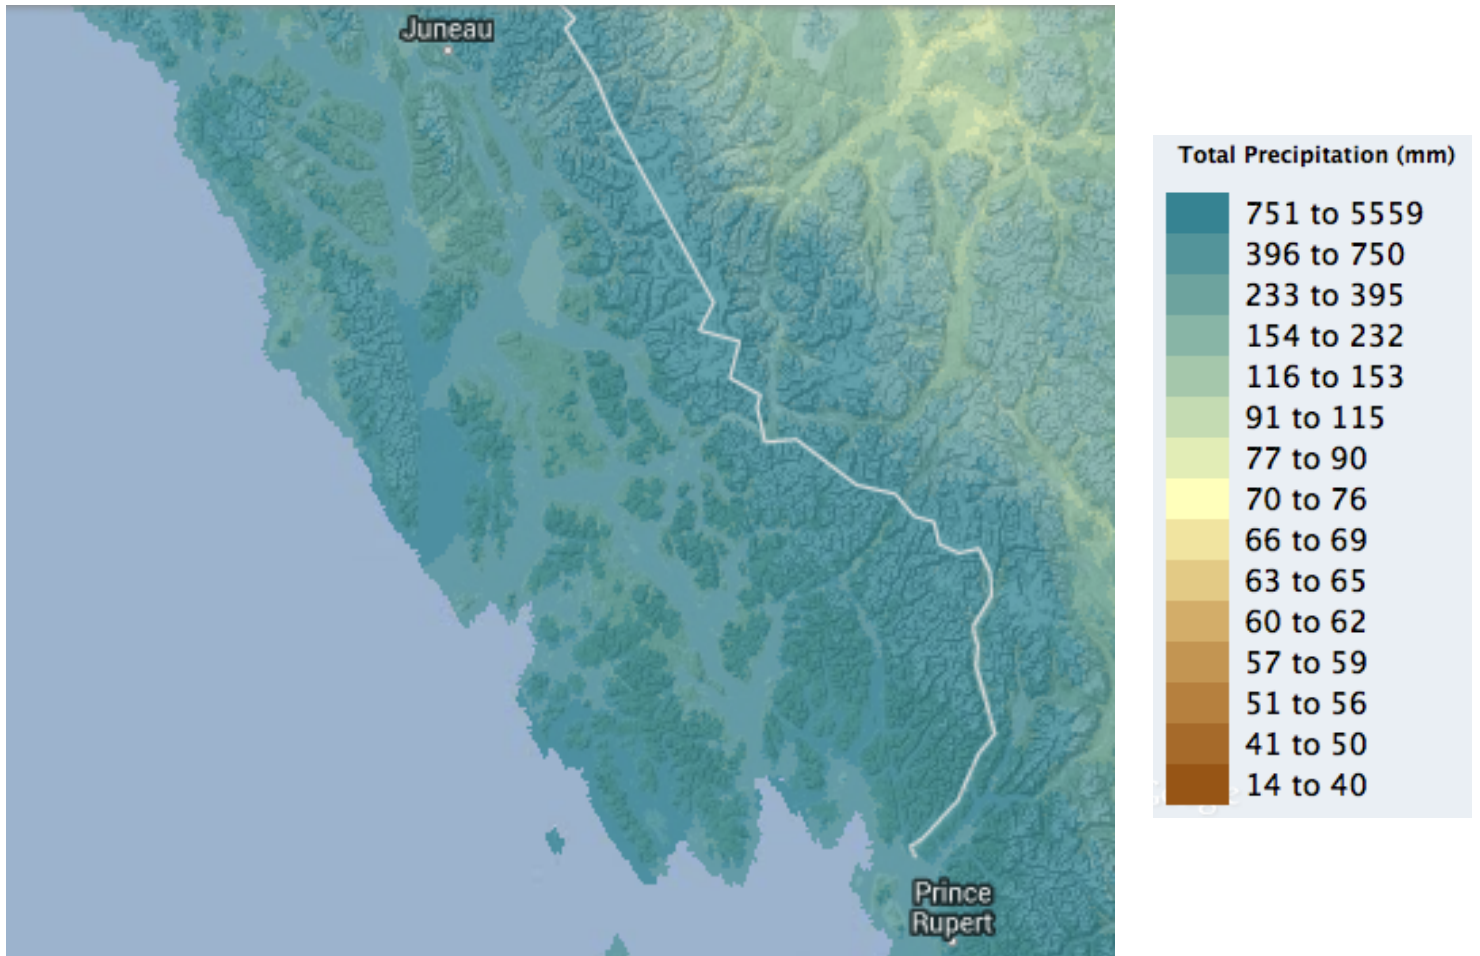 Juneau
Prince
Rupert
Total Precipitation (mm)
751 to 5559
396 to 750
233 to 395
154 to 232
116 to 153
91 to 115
77 to 90
70 to 76
66 to 69
63 to 65
60 to 62
57 to 59
51 to 56
41 to 50
14 to 40